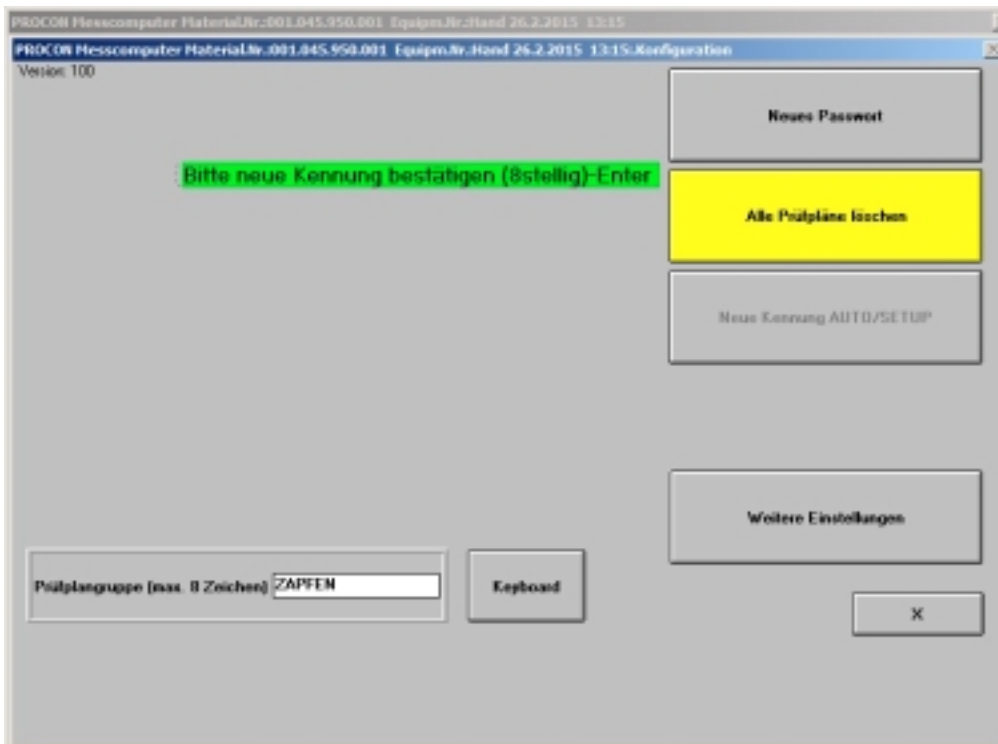 PROCON Messcomputer Material.Nr.:001.045.950.001 Equipm.Nr.:Hand 26.2.2015 13:15
PROCON Messcomputer Material.Nr.:001.045.950.001 Equipm.Nr.:Hand 26.2.2015 13:15:.Konfiguration
Version: 100
Neues Passwort
Bitte neue Kennung bestätigen (8stellig)-Enter
Alle Prüfpläne löschen
Neue Kennung AUTO/SETUP
Weitere Einstellungen
Prüfplangruppe (max. 8 Zeichen) ZAPFEN
Keyboard
X